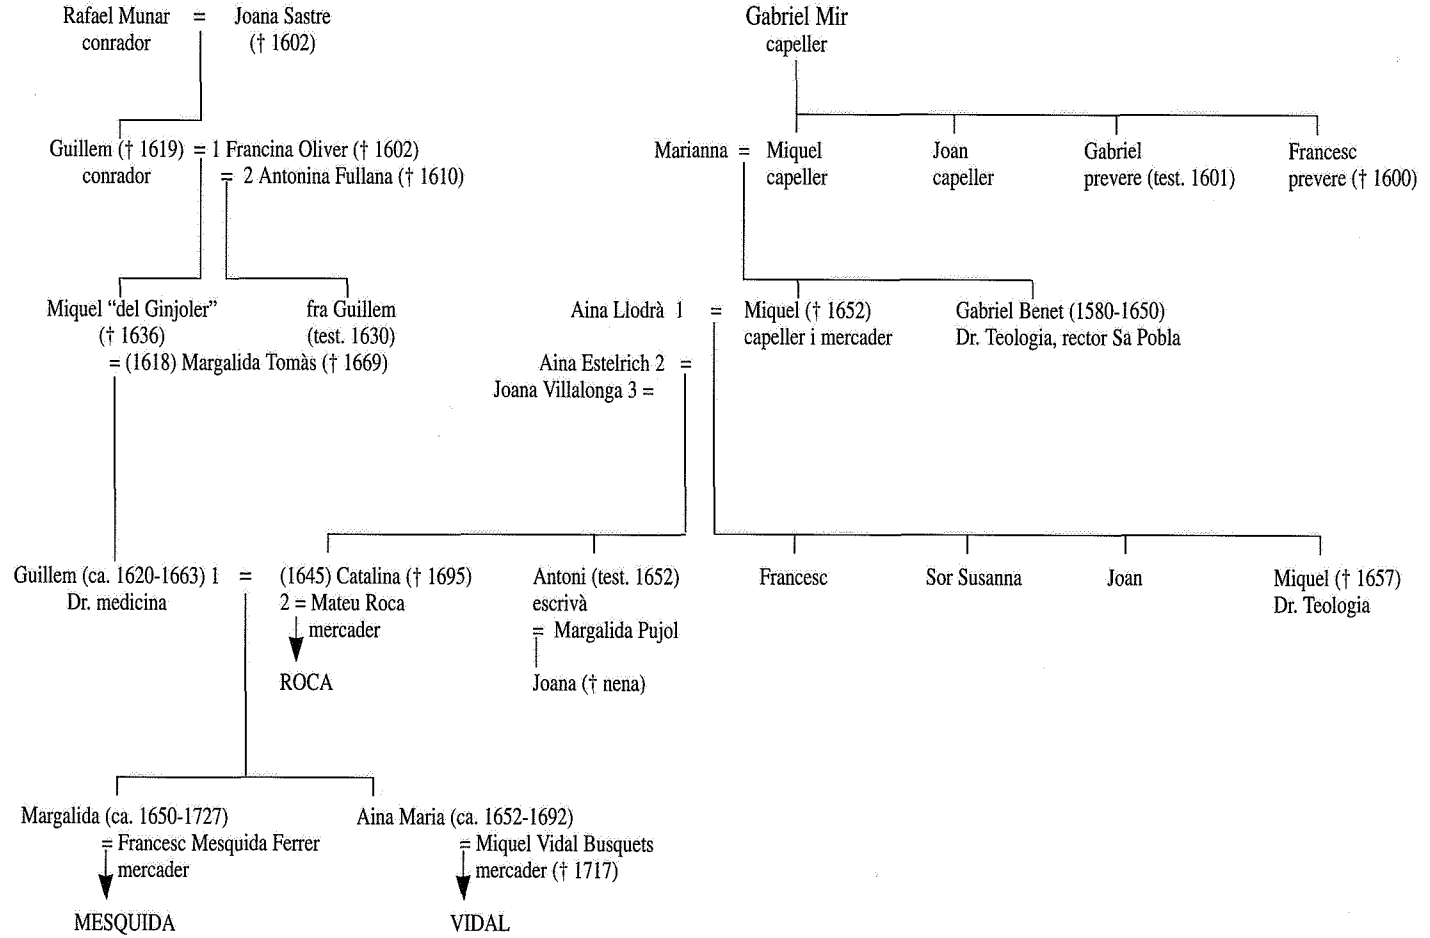 Rafael Munar = Joana Sastre
conrador († 1602)
Gabriel Mir
capeller
Guillem († 1619) = 1 Francina Oliver († 1602)
conrador = 2 Antonina Fullana († 1610)
Marianna = Miquel
capeller
Joan
capeller
Gabriel
prevere (test. 1601)
Francesc
prevere († 1600)
Miquel “del Ginjoler”
(† 1636)
= (1618) Margalida Tomàs († 1669)
fra Guillem
(test. 1630)
Aina Llodrà 1 = Miquel († 1652)
capeller i mercader
Aina Estelrich 2 =
Joana Villalonga 3 =
Gabriel Benet (1580-1650)
Dr. Teologia, rector Sa Pobla
Guillem (ca. 1620-1663) 1 = (1645) Catalina († 1695)
Dr. medicina
2 = Mateu Roca
mercader
ROCA
Antoni (test. 1652)
escrivà
= Margalida Pujol
Joana († nena)
Francesc
Sor Susanna
Joan
Miquel († 1657)
Dr. Teologia
Margalida (ca. 1650-1727)
= Francesc Mesquida Ferrer
mercader
MESQUIDA
Aina Maria (ca. 1652-1692)
= Miquel Vidal Busquets
mercader († 1717)
VIDAL